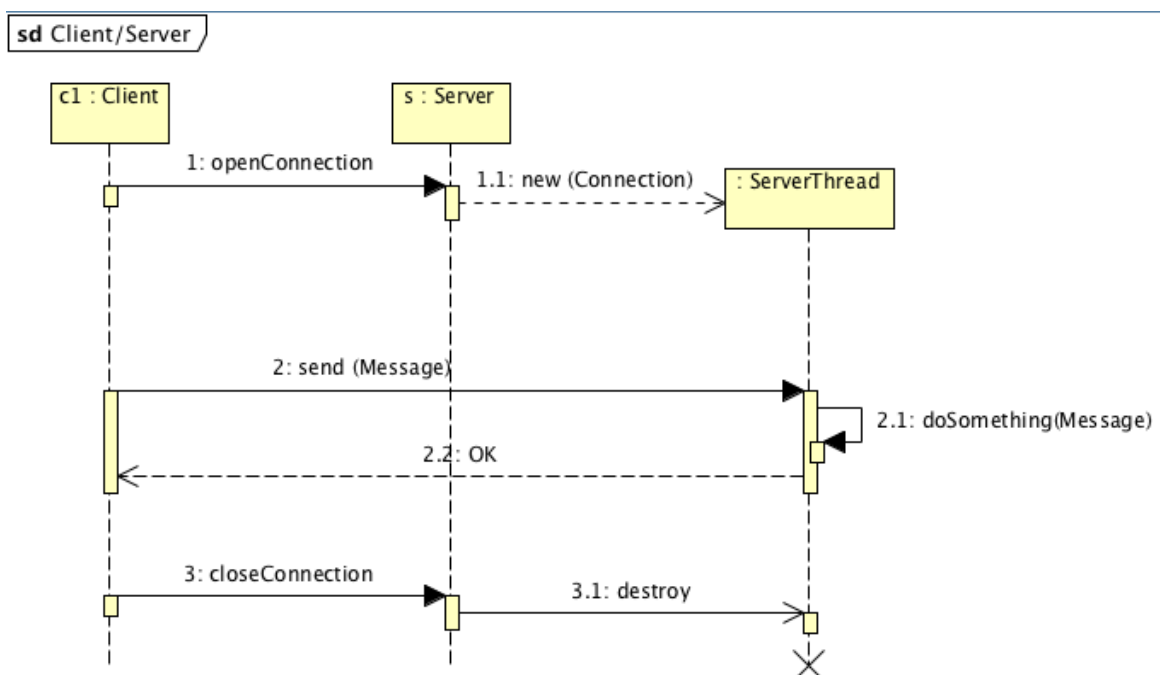 sd Client/Server
c1 : Client
s : Server
1: openConnection
1.1: new (Connection)
: ServerThread
2: send (Message)
2.1: doSomething(Message)
2.2: OK
3: closeConnection
3.1: destroy